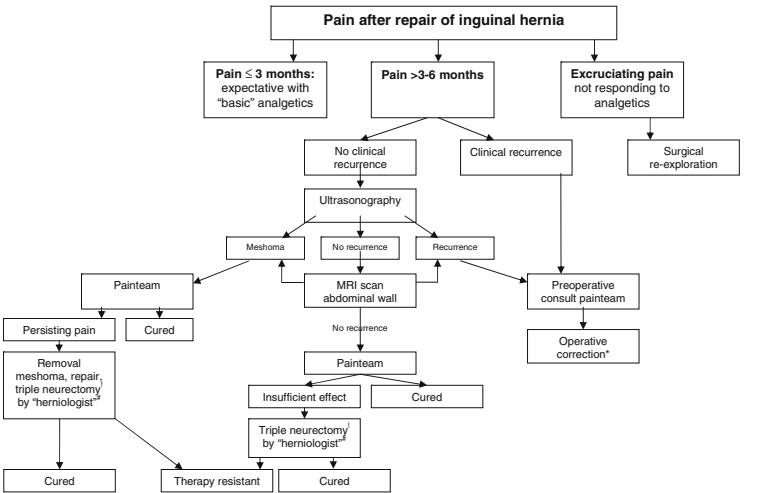 Pain after repair of inguinal hernia
Pain ≤ 3 months:
expectative with
“basic” analgetics
Pain >3-6 months
Excruciating pain
not responding to
analgetics
No clinical
recurrence
Clinical recurrence
Surgical
re-exploration
Ultrasonography
Meshoma
No recurrence
Recurrence
Painteam
MRI scan
abdominal wall
Preoperative
consult painteam
Persisting pain
Cured
No recurrence
Operative
correction*
Removal
meshoma, repair,
triple neurectomy!
by “herniologist”#
Painteam
Insufficient effect
Cured
Triple neurectomy!
by “herniologist”#
Cured
Therapy resistant
Cured